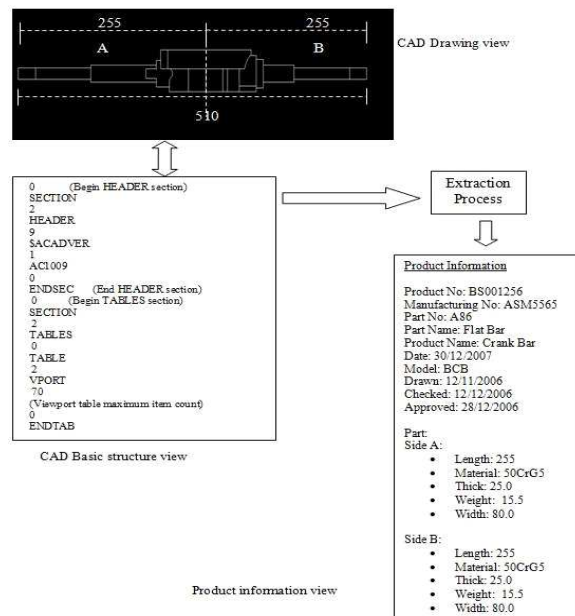 255 255
A B
510
CAD Drawing view
0 (Begin HEADER section)
SECTION
2
HEADER
9
$ACADVER
1
AC1009
0
ENDSEC (End HEADER section)
0 (Begin TABLES section)
SECTION
2
TABLES
0
TABLE
2
VPORT
70
(Viewport table maximum item count)
0
ENDTAB
CAD Basic structure view
Extraction
Process
Product Information
Product No: BS001256
Manufacturing No: ASM5565
Part No: A86
Part Name: Flat Bar
Product Name: Crank Bar
Date: 30/12/2007
Model: BCB
Drawn: 12/11/2006
Checked: 12/12/2006
Approved: 28/12/2006
Part:
Side A:
• Length: 255
• Material: 50CrG5
• Thick: 25.0
• Weight: 15.5
• Width: 80.0
Side B:
• Length: 255
• Material: 50CrG5
• Thick: 25.0
• Weight: 15.5
• Width: 80.0
Product information view